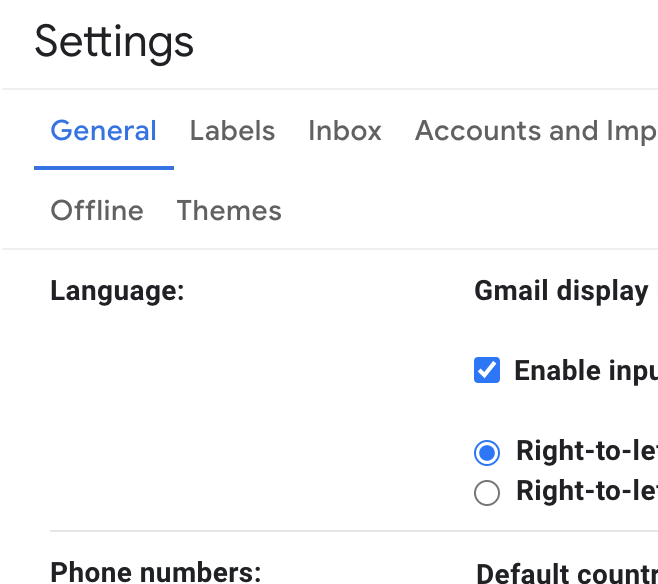 Settings
General Labels Inbox Accounts and Imp
Offline Themes
Language: Gmail display
Enable inpu
Right-to-le
Right-to-le
Phone numbers: Default countr